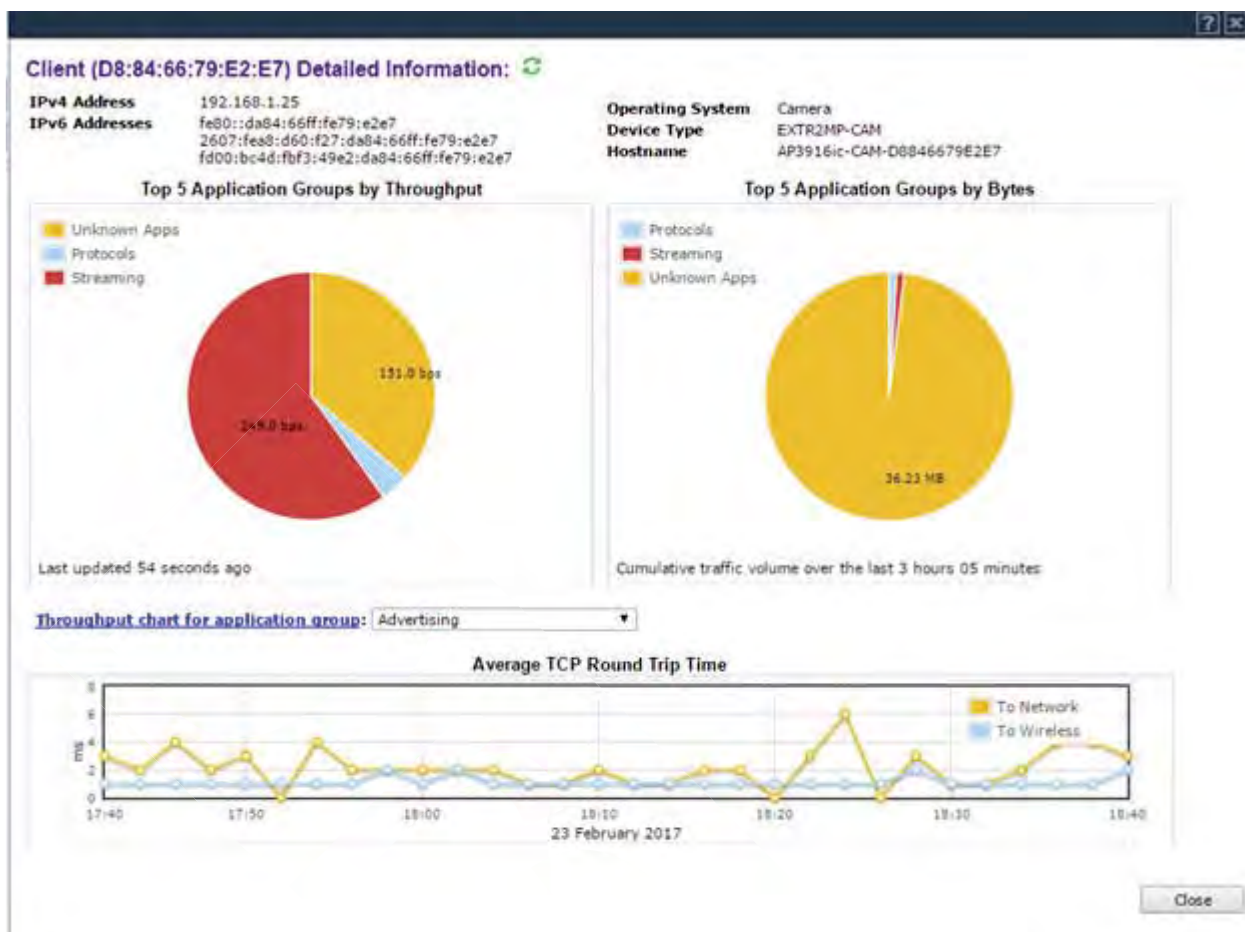 Client (D8:84:66:79:E2:E7) Detailed Information:
IPv4 Address 192.168.1.25
IPv6 Addresses fe80::da84:66ff:fe79:e2e7
2607:fea8:d60:f27:da84:66ff:fe79:e2e7
fd00:bc4d:fbf3:49e2:da84:66ff:fe79:e2e7
Operating System Camera
Device Type EXTR2MP-CAM
Hostname AP3916ic-CAM-D8846679E2E7
Top 5 Application Groups by Throughput
Unknown Apps
Protocols
Streaming
151.0 bps
249.0 bps
Last updated 54 seconds ago
Top 5 Application Groups by Bytes
Protocols
Streaming
Unknown Apps
36.23 MB
Cumulative traffic volume over the last 3 hours 05 minutes
Throughput chart for application group: Advertising
Average TCP Round Trip Time
8
6
4
2
0
ms
To Network
To Wireless
17:40 17:50 18:00 18:10 18:20 18:30 18:40
23 February 2017
Close